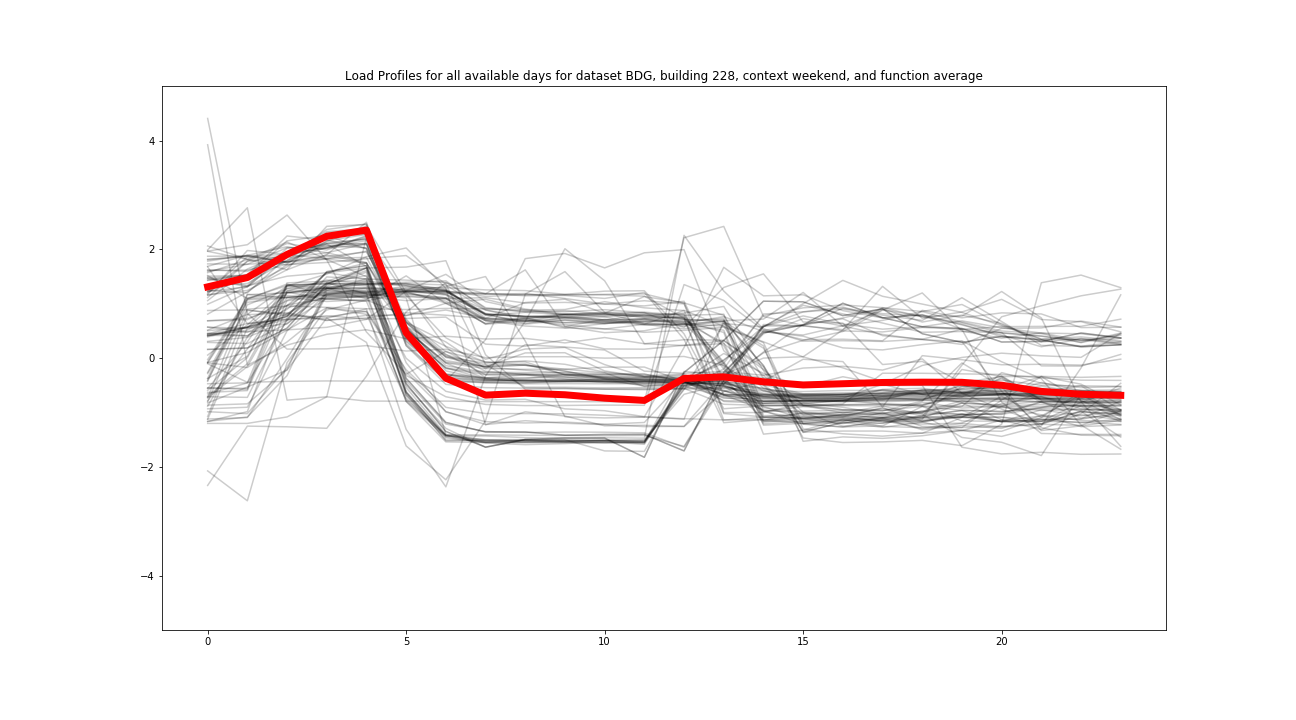 Load Profiles for all available days for dataset BDG, building 228, context weekend, and function average
4
2
0
−2
−4
0 5 10 15 20